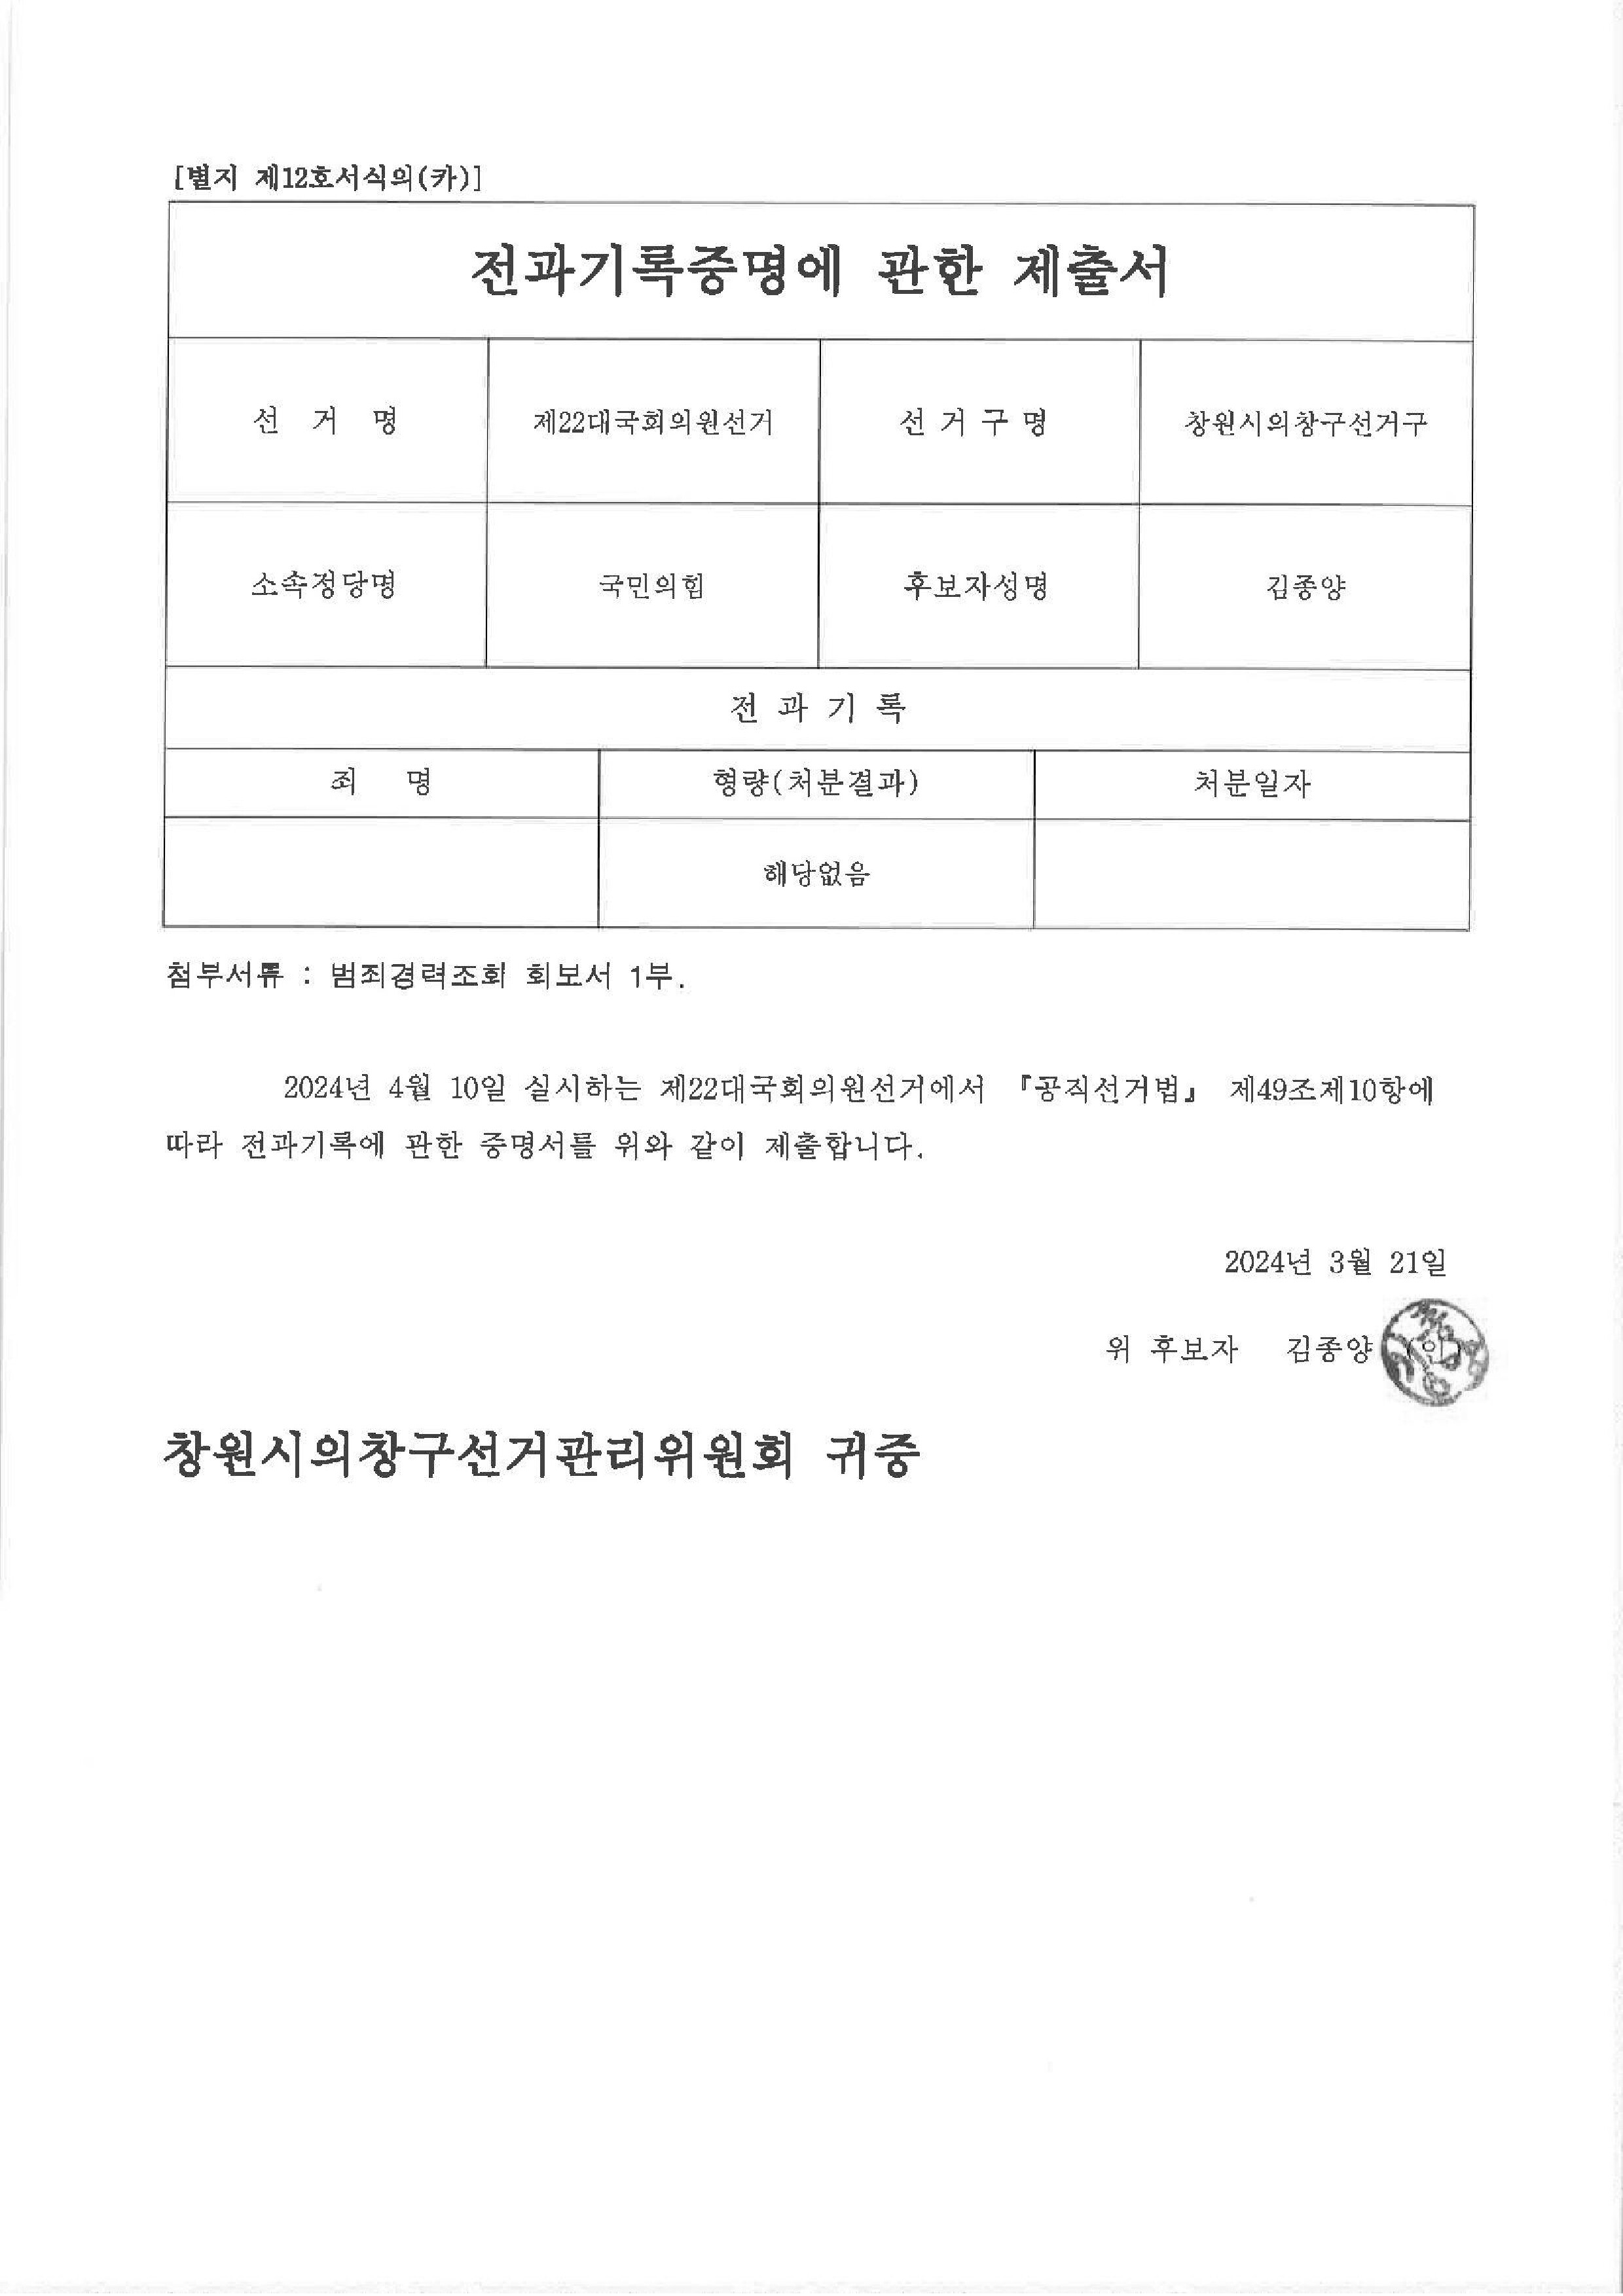 [별지 제12호서식의(카)]
전과기록증명에 관한 제출서
선 거 명 제22대국회의원선거 선 거 구 명 창원시의창구선거구
소속정당명 국민의힘 후보자성명 김종양
전 과 기 록
죄 명 형량(처분결과) 처분일자
해당없음
첨부서류 : 범죄경력조회 회보서 1부.
2024년 4월 10일 실시하는 제22대국회의원선거에서 『공직선거법』 제49조제10항에
따라 전과기록에 관한 증명서를 위와 같이 제출합니다.
2024년 3월 21일
위 후보자 김종양 (인)
창원시의창구선거관리위원회 귀중